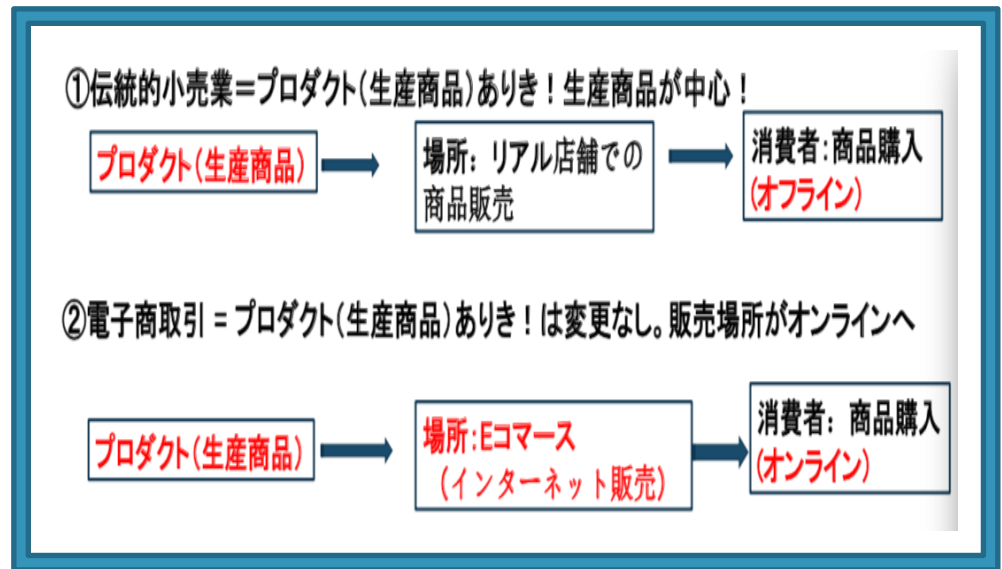 ①伝統的小売業＝プロダクト(生産商品)ありき！生産商品が中心！
プロダクト(生産商品)
場所：リアル店舗での
商品販売
消費者：商品購入
(オフライン)
②電子商取引 = プロダクト(生産商品)ありき！は変更なし。販売場所がオンラインへ
プロダクト(生産商品)
場所：Eコマース
（インターネット販売）
消費者：商品購入
(オンライン)